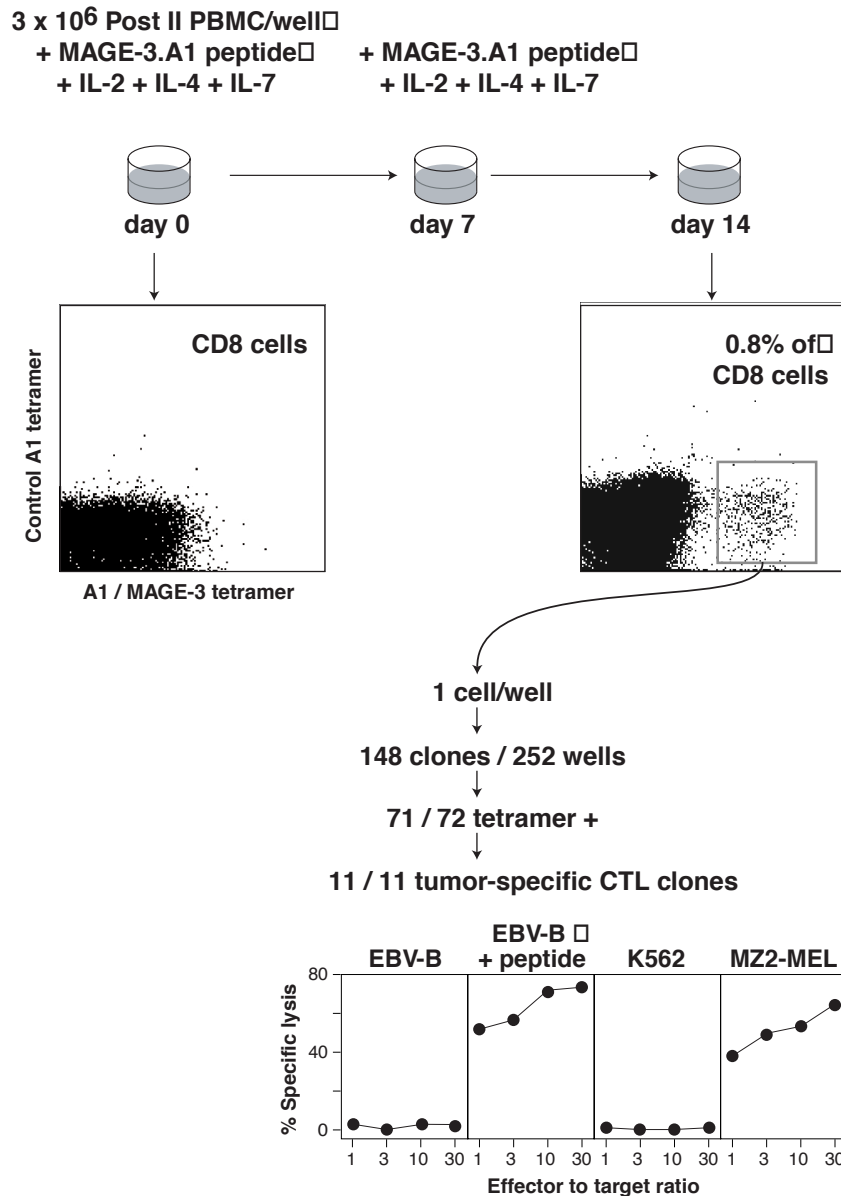 3 x 10⁶ Post II PBMC/well□
+ MAGE-3.A1 peptide□
+ IL-2 + IL-4 + IL-7
+ MAGE-3.A1 peptide□
+ IL-2 + IL-4 + IL-7
day 0
day 7
day 14
Control A1 tetramer
CD8 cells
A1 / MAGE-3 tetramer
0.8% of□
CD8 cells
1 cell/well
148 clones / 252 wells
71 / 72 tetramer +
11 / 11 tumor-specific CTL clones
% Specific lysis
EBV-B
EBV-B □
+ peptide
K562
MZ2-MEL
80
40
0
1 3 10 30
1 3 10 30
1 3 10 30
1 3 10 30
Effector to target ratio